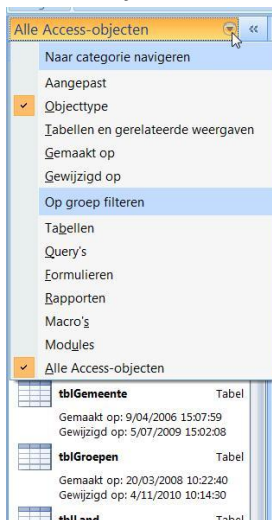 Alle Access-objecten «
Naar categorie navigeren
Aangepast
Objecttype
Tabellen en gerelateerde weergaven
Gemaakt op
Gewijzigd op
Op groep filteren
Tabellen
Query's
Formulieren
Rapporten
Macro's
Modules
Alle Access-objecten
tblGemeente Tabel
Gemaakt op: 9/04/2006 15:07:59
Gewijzigd op: 5/07/2009 15:02:08
tblGroepen Tabel
Gemaakt op: 20/03/2008 10:22:40
Gewijzigd op: 4/11/2010 10:14:30
tblLand Tabel